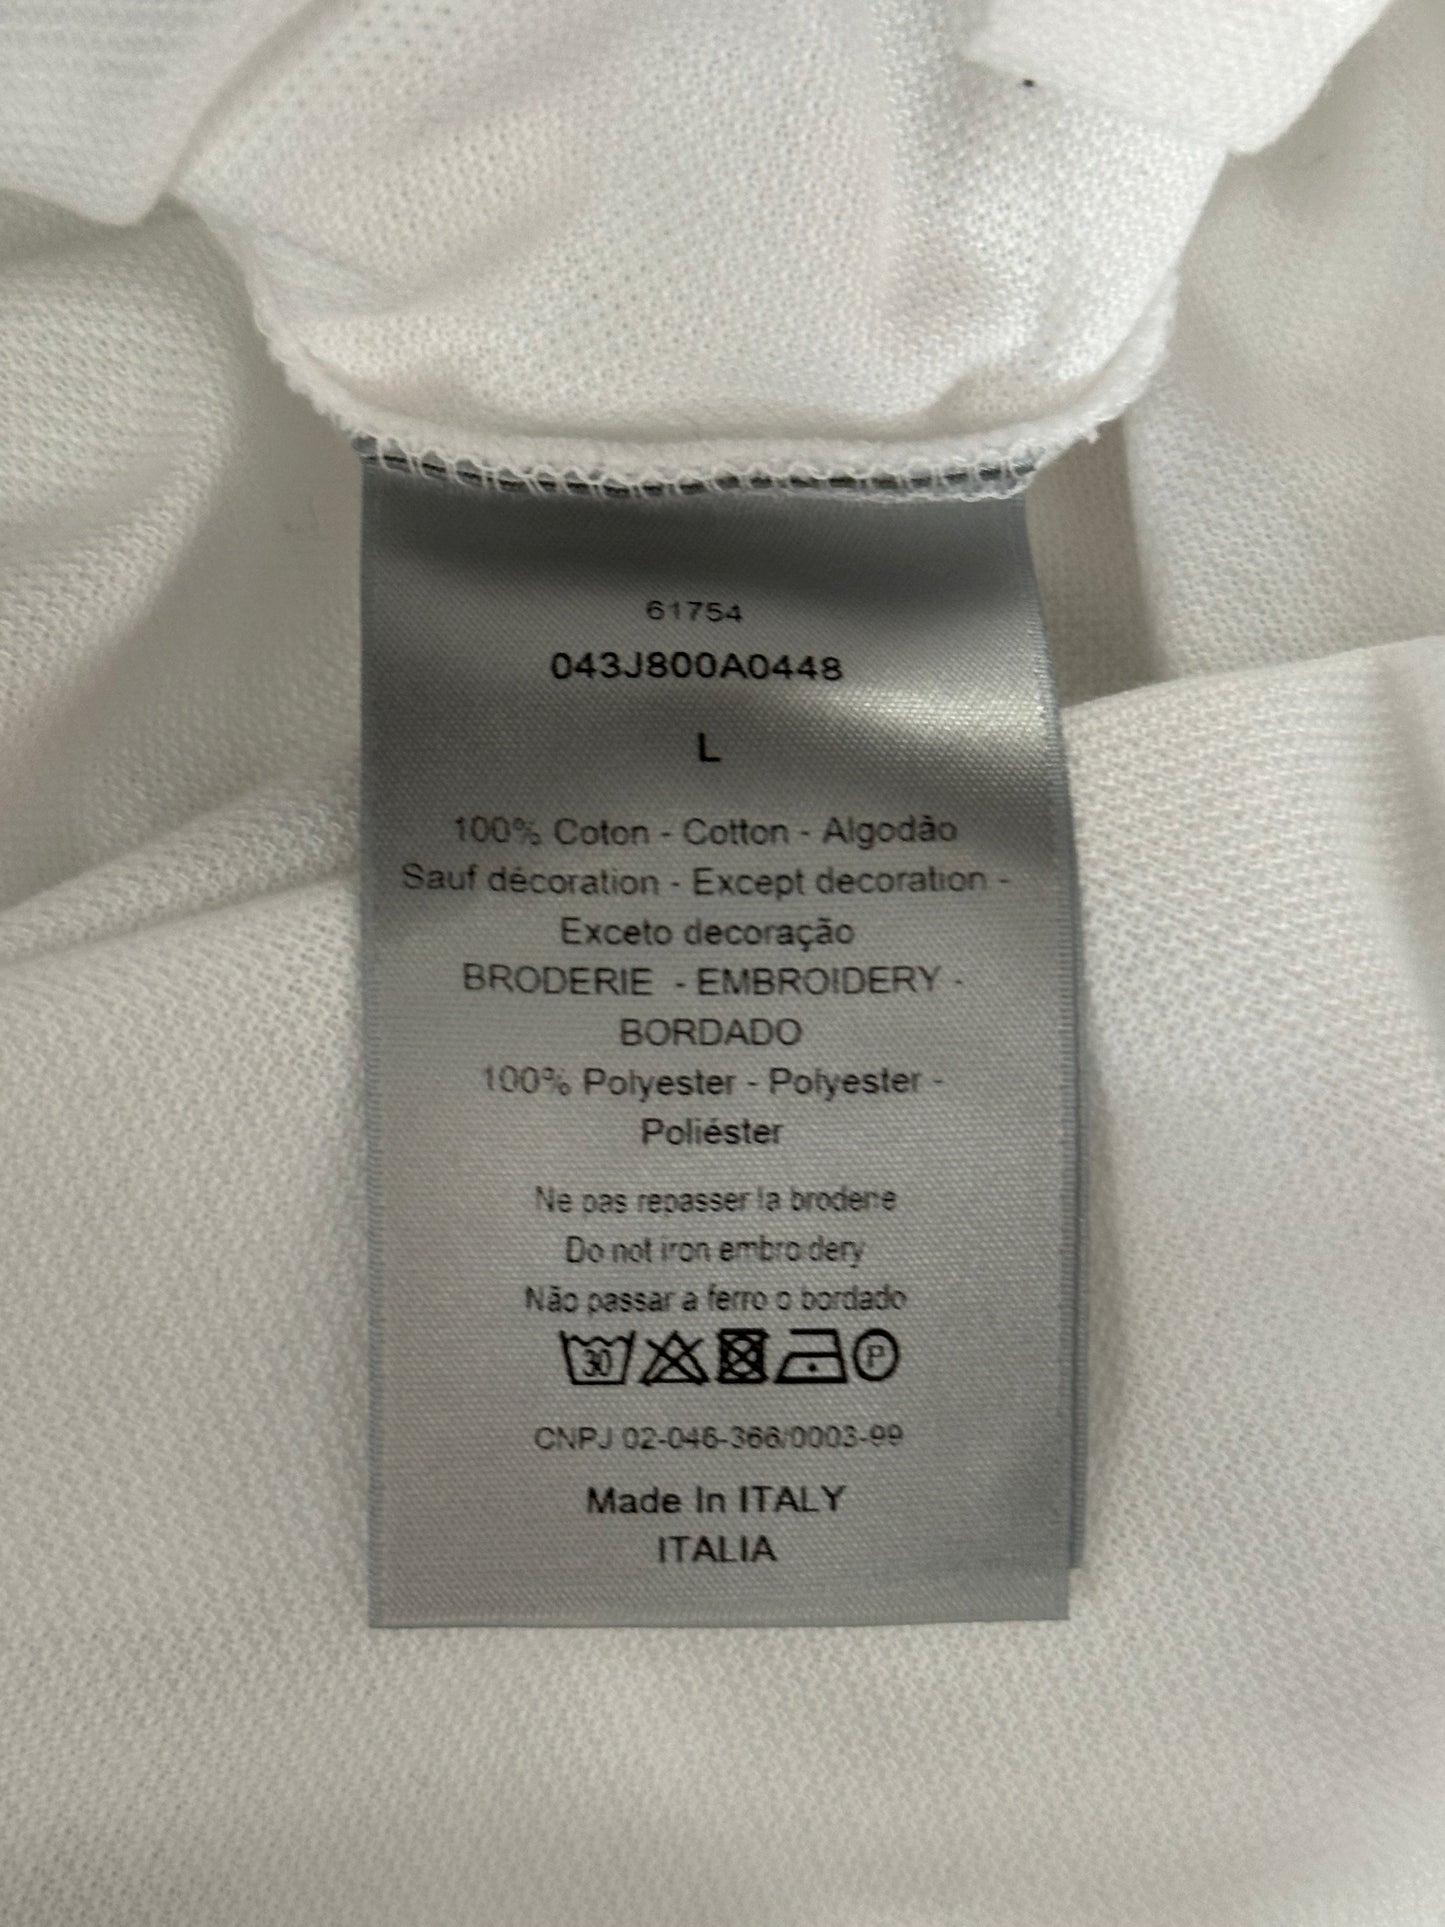 61754
043J800A0448
L
100% Coton - Cotton - Algodão
Sauf décoration - Except decoration -
Exceto decoração
BRODERIE - EMBROIDERY -
BORDADO
100% Polyester - Polyester -
Poliéster
Ne pas repasser la broderie
Do not iron embroidery
Não passar a ferro o bordado
30 P
CNPJ 02-046-366/0003-99
Made In ITALY
ITALIA